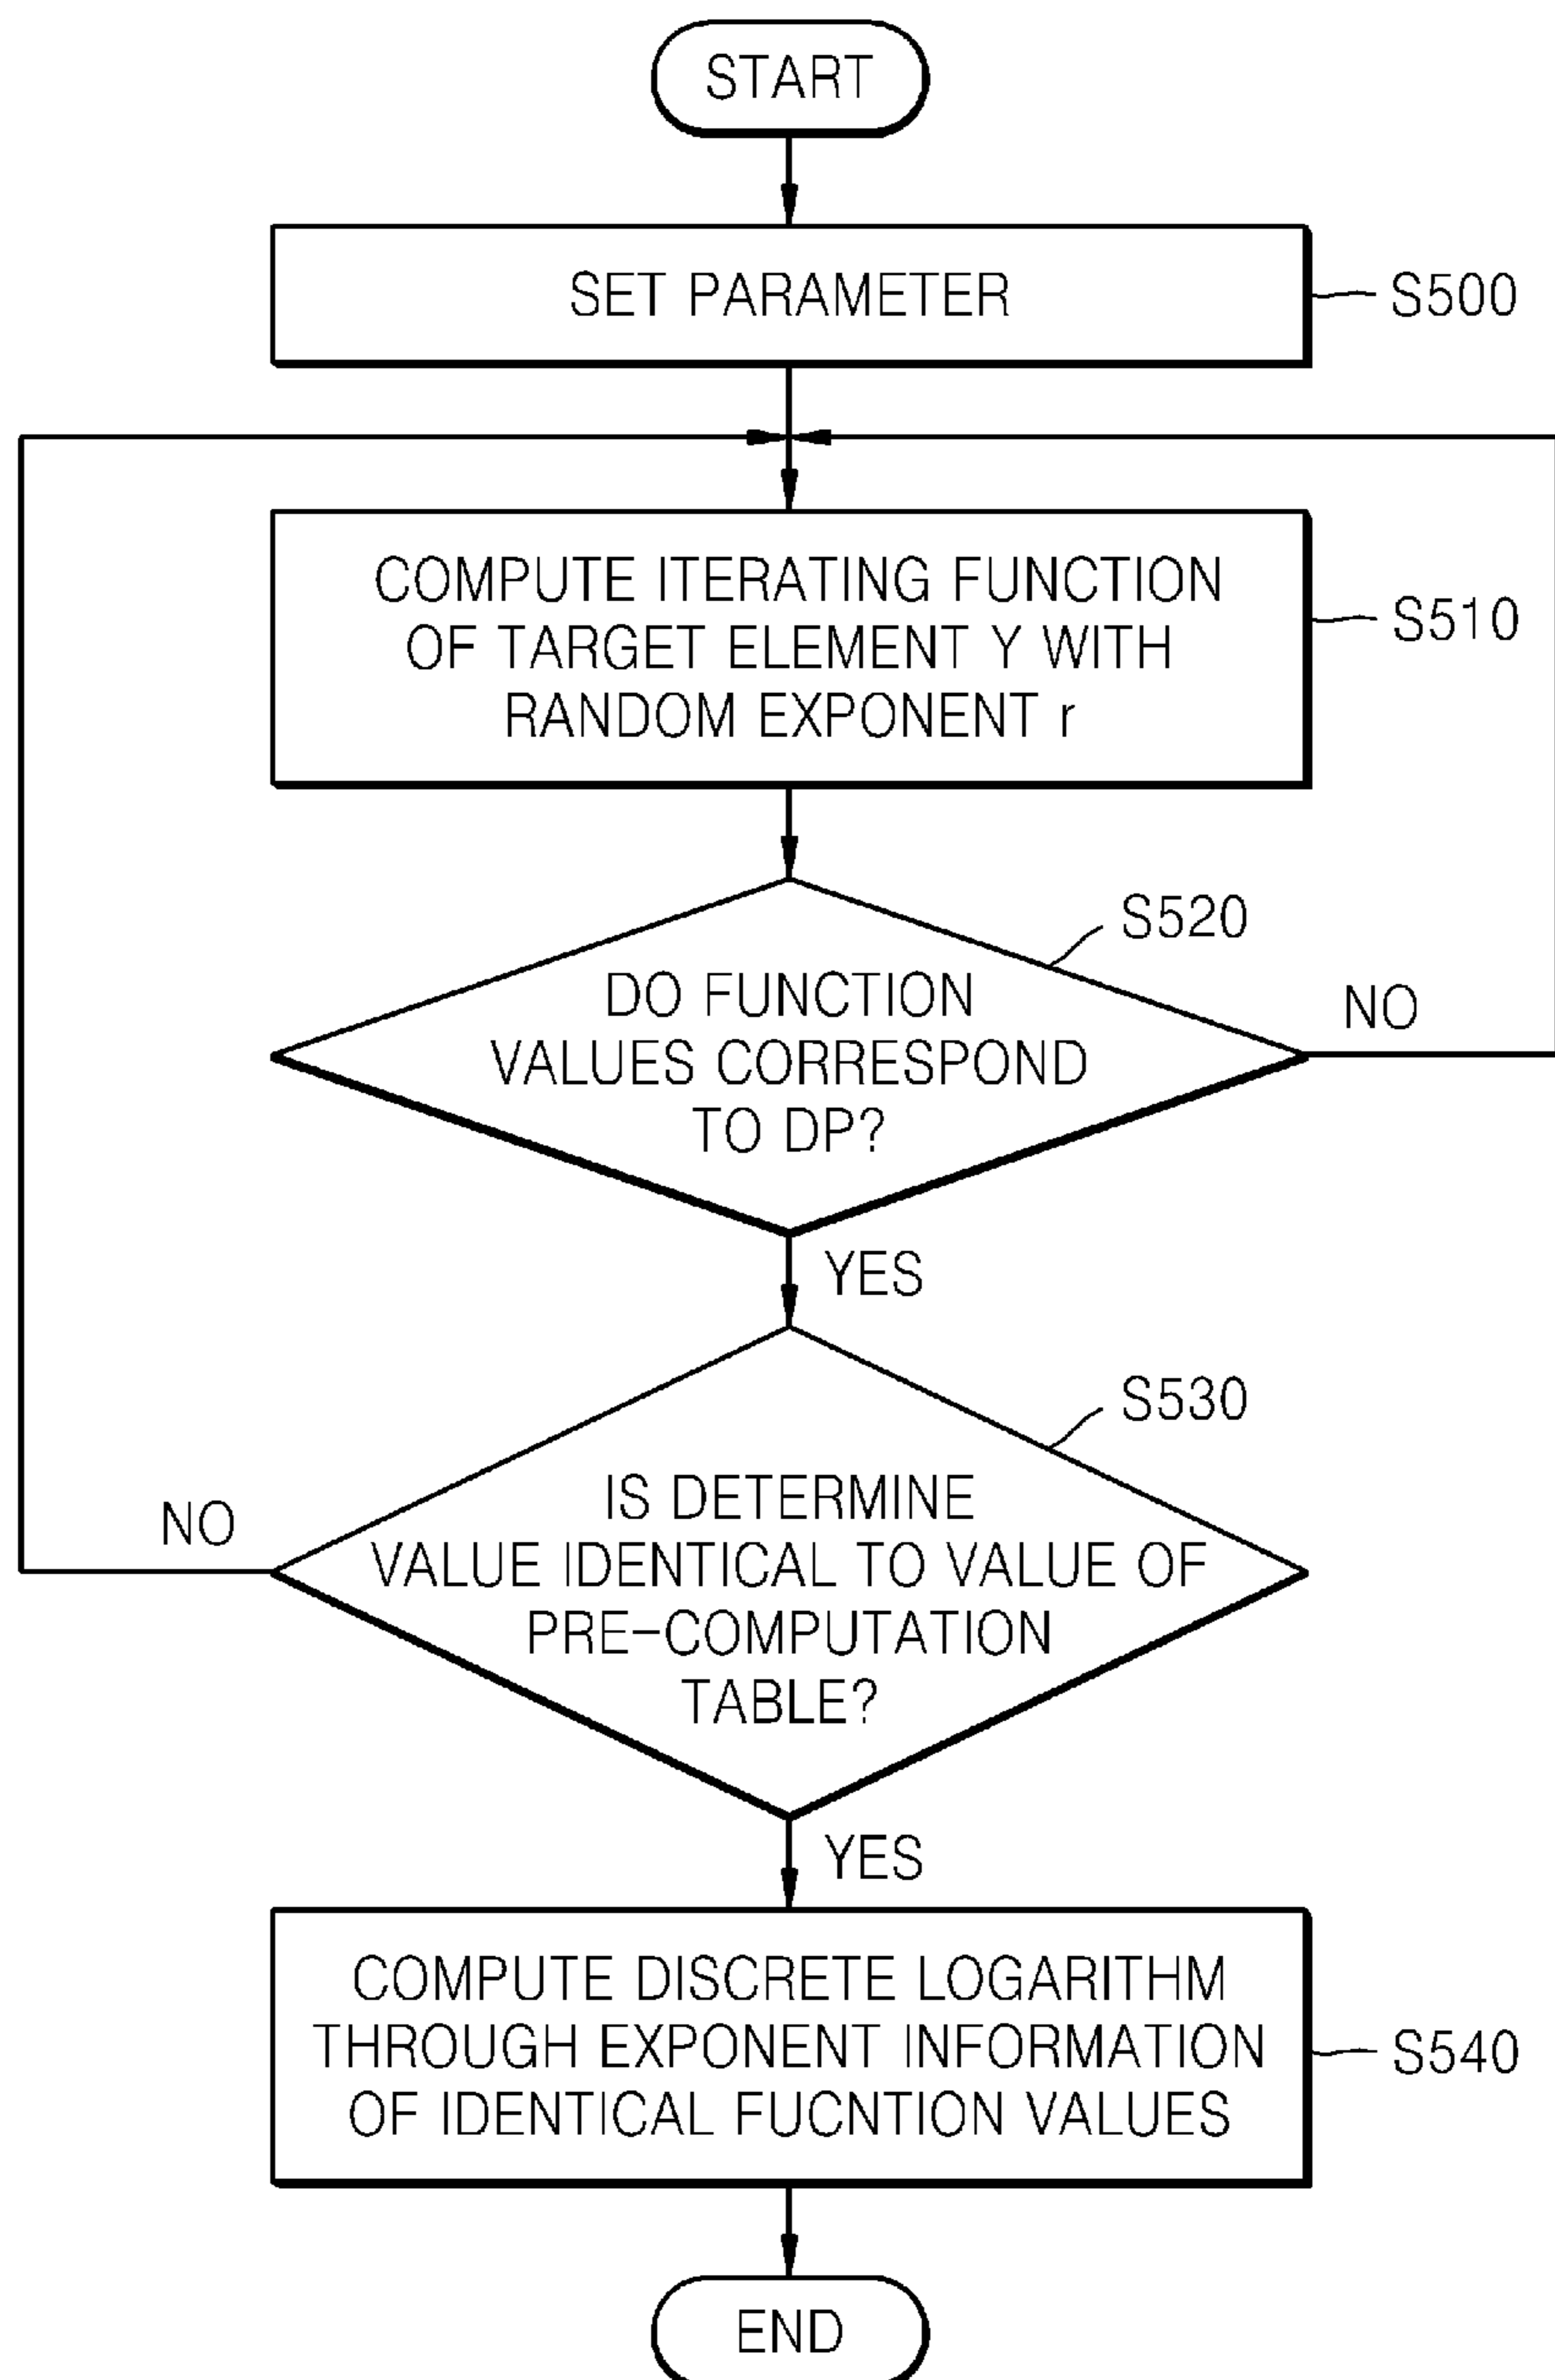 START
SET PARAMETER
S500
COMPUTE ITERATING FUNCTION
OF TARGET ELEMENT Y WITH
RANDOM EXPONENT r
S510
S520
DO FUNCTION
VALUES CORRESPOND
TO DP?
NO
YES
S530
IS DETERMINE
VALUE IDENTICAL TO VALUE OF
PRE-COMPUTATION
TABLE?
NO
YES
COMPUTE DISCRETE LOGARITHM
THROUGH EXPONENT INFORMATION
OF IDENTICAL FUCNTION VALUES
S540
END